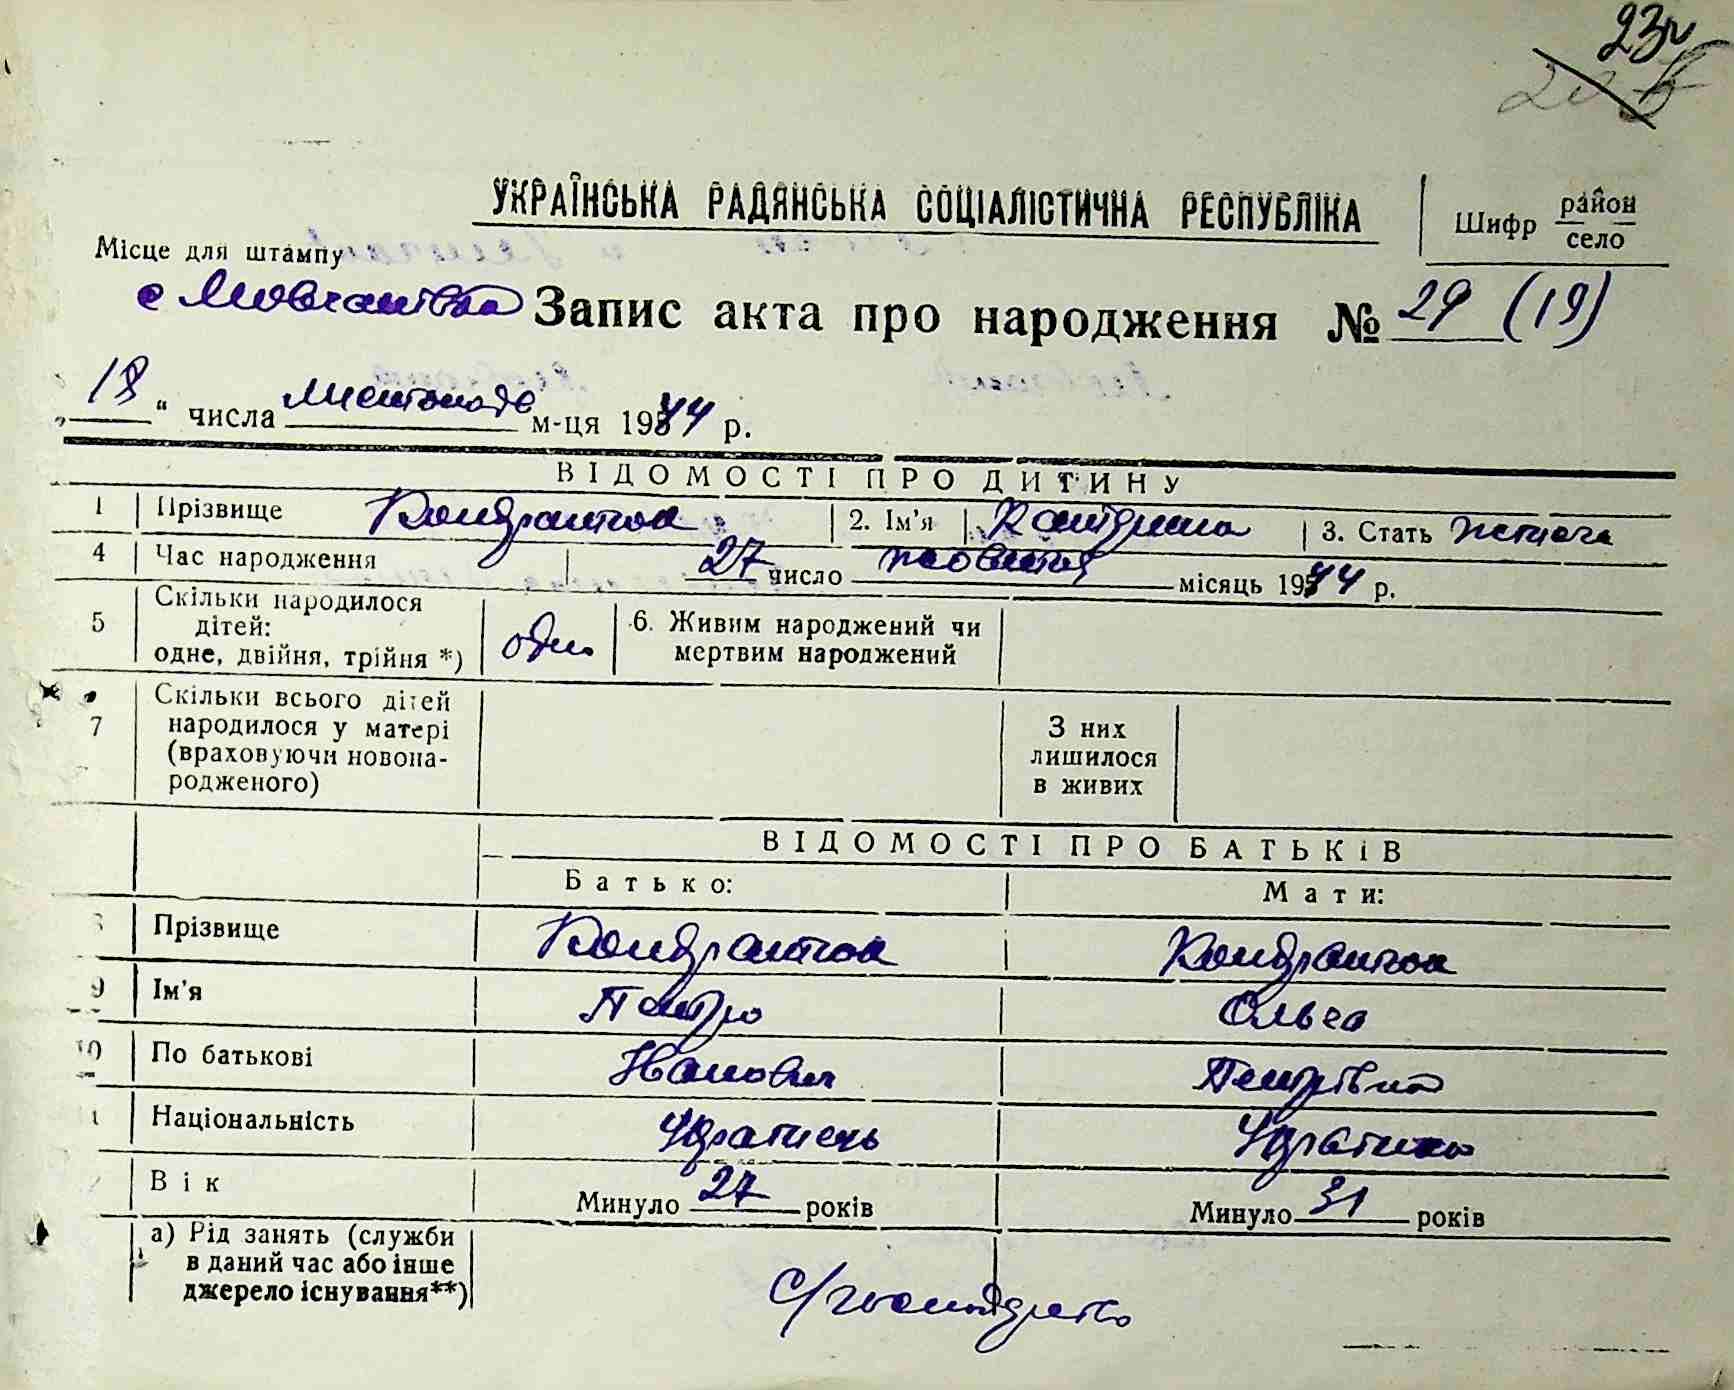 23ч
УКРАЇНСЬКА РАДЯНСЬКА СОЦІАЛІСТИЧНА РЕСПУБЛІКА
Шифр район село
Місце для штампу
с Мовчанівка Запис акта про народження № 29 (19)
„ 18 “ числа листопада м-ця 1944 р.
ВІДОМОСТІ ПРО ДИТИНУ
1 Прізвище Кондратюк 2. Ім'я Катерина 3. Стать жіноча
4 Час народження 27 число жовтня місяць 1944 р.
5 Скільки народилося дітей: одне, двійня, трійня *) одно 6. Живим народжений чи мертвим народжений
7 Скільки всього дітей народилося у матері (враховуючи новонародженого) З них лишилося в живих
ВІДОМОСТІ ПРО БАТЬКІВ
Батько: Мати:
8 Прізвище Кондратюк Кондратюк
9 Ім'я Петро Ольга
10 По батькові Іванович Петрівна
Національність Українець Українка
Вік Минуло 27 років Минуло 31 років
а) Рід занять (служби
в даний час або інше
джерело існування**)